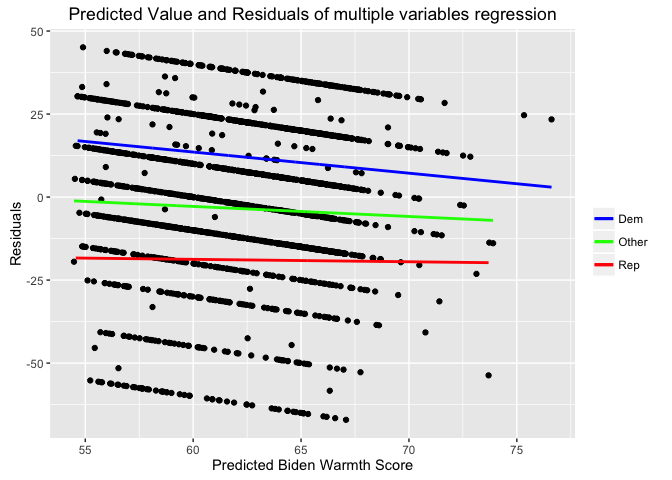 Predicted Value and Residuals of multiple variables regression
50
25
0
-25
-50
Residuals
55
60
65
70
75
Predicted Biden Warmth Score
Dem
Other
Rep